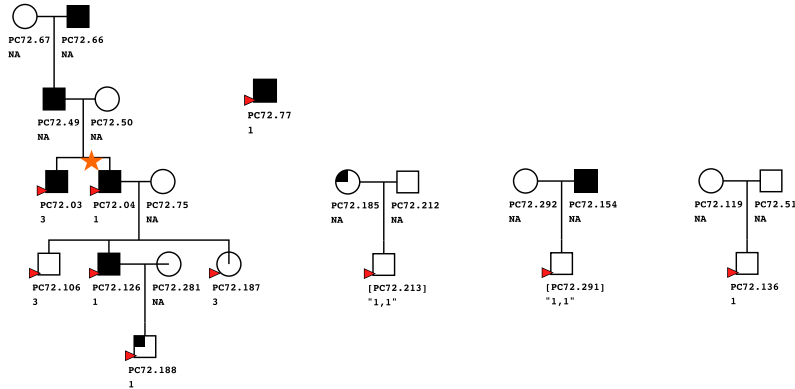 PC72.67 PC72.66
NA NA
PC72.49 PC72.50 PC72.77
NA NA 1
PC72.03 PC72.04 PC72.75 PC72.185 PC72.212 PC72.292 PC72.154 PC72.119 PC72.51
3 1 NA NA NA NA NA NA NA
PC72.106 PC72.126 PC72.281 PC72.187 [PC72.213] [PC72.291] PC72.136
3 1 NA 3 "1,1" "1,1" 1
PC72.188
1